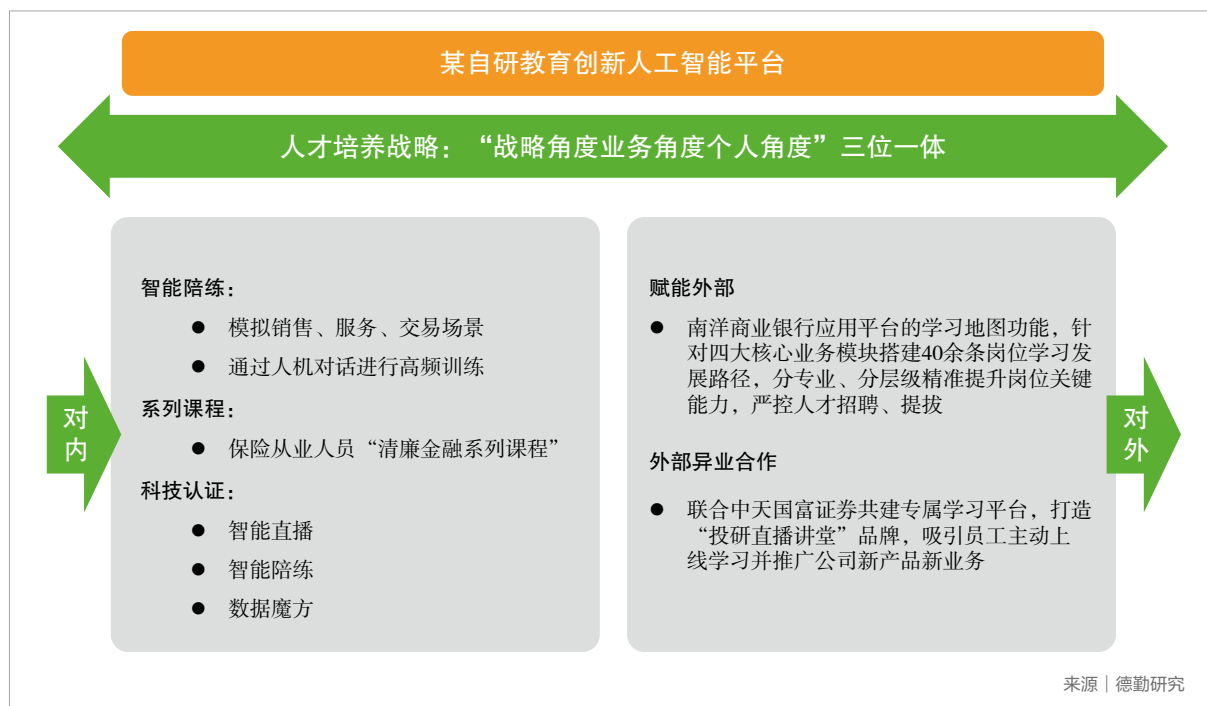 某自研教育创新人工智能平台
人才培养战略：“战略角度业务角度个人角度”三位一体
对
内
智能陪练：
● 模拟销售、服务、交易场景
● 通过人机对话进行高频训练
系列课程：
● 保险从业人员“清廉金融系列课程”
科技认证：
● 智能直播
● 智能陪练
● 数据魔方
赋能外部
● 南洋商业银行应用平台的学习地图功能，针
对四大核心业务模块搭建40余条岗位学习发
展路径，分专业、分层级精准提升岗位关键
能力，严控人才招聘、提拔
外部异业合作
● 联合中天国富证券共建专属学习平台，打造
“投研直播讲堂”品牌，吸引员工主动上
线学习并推广公司新产品新业务
对
外
来源｜德勤研究